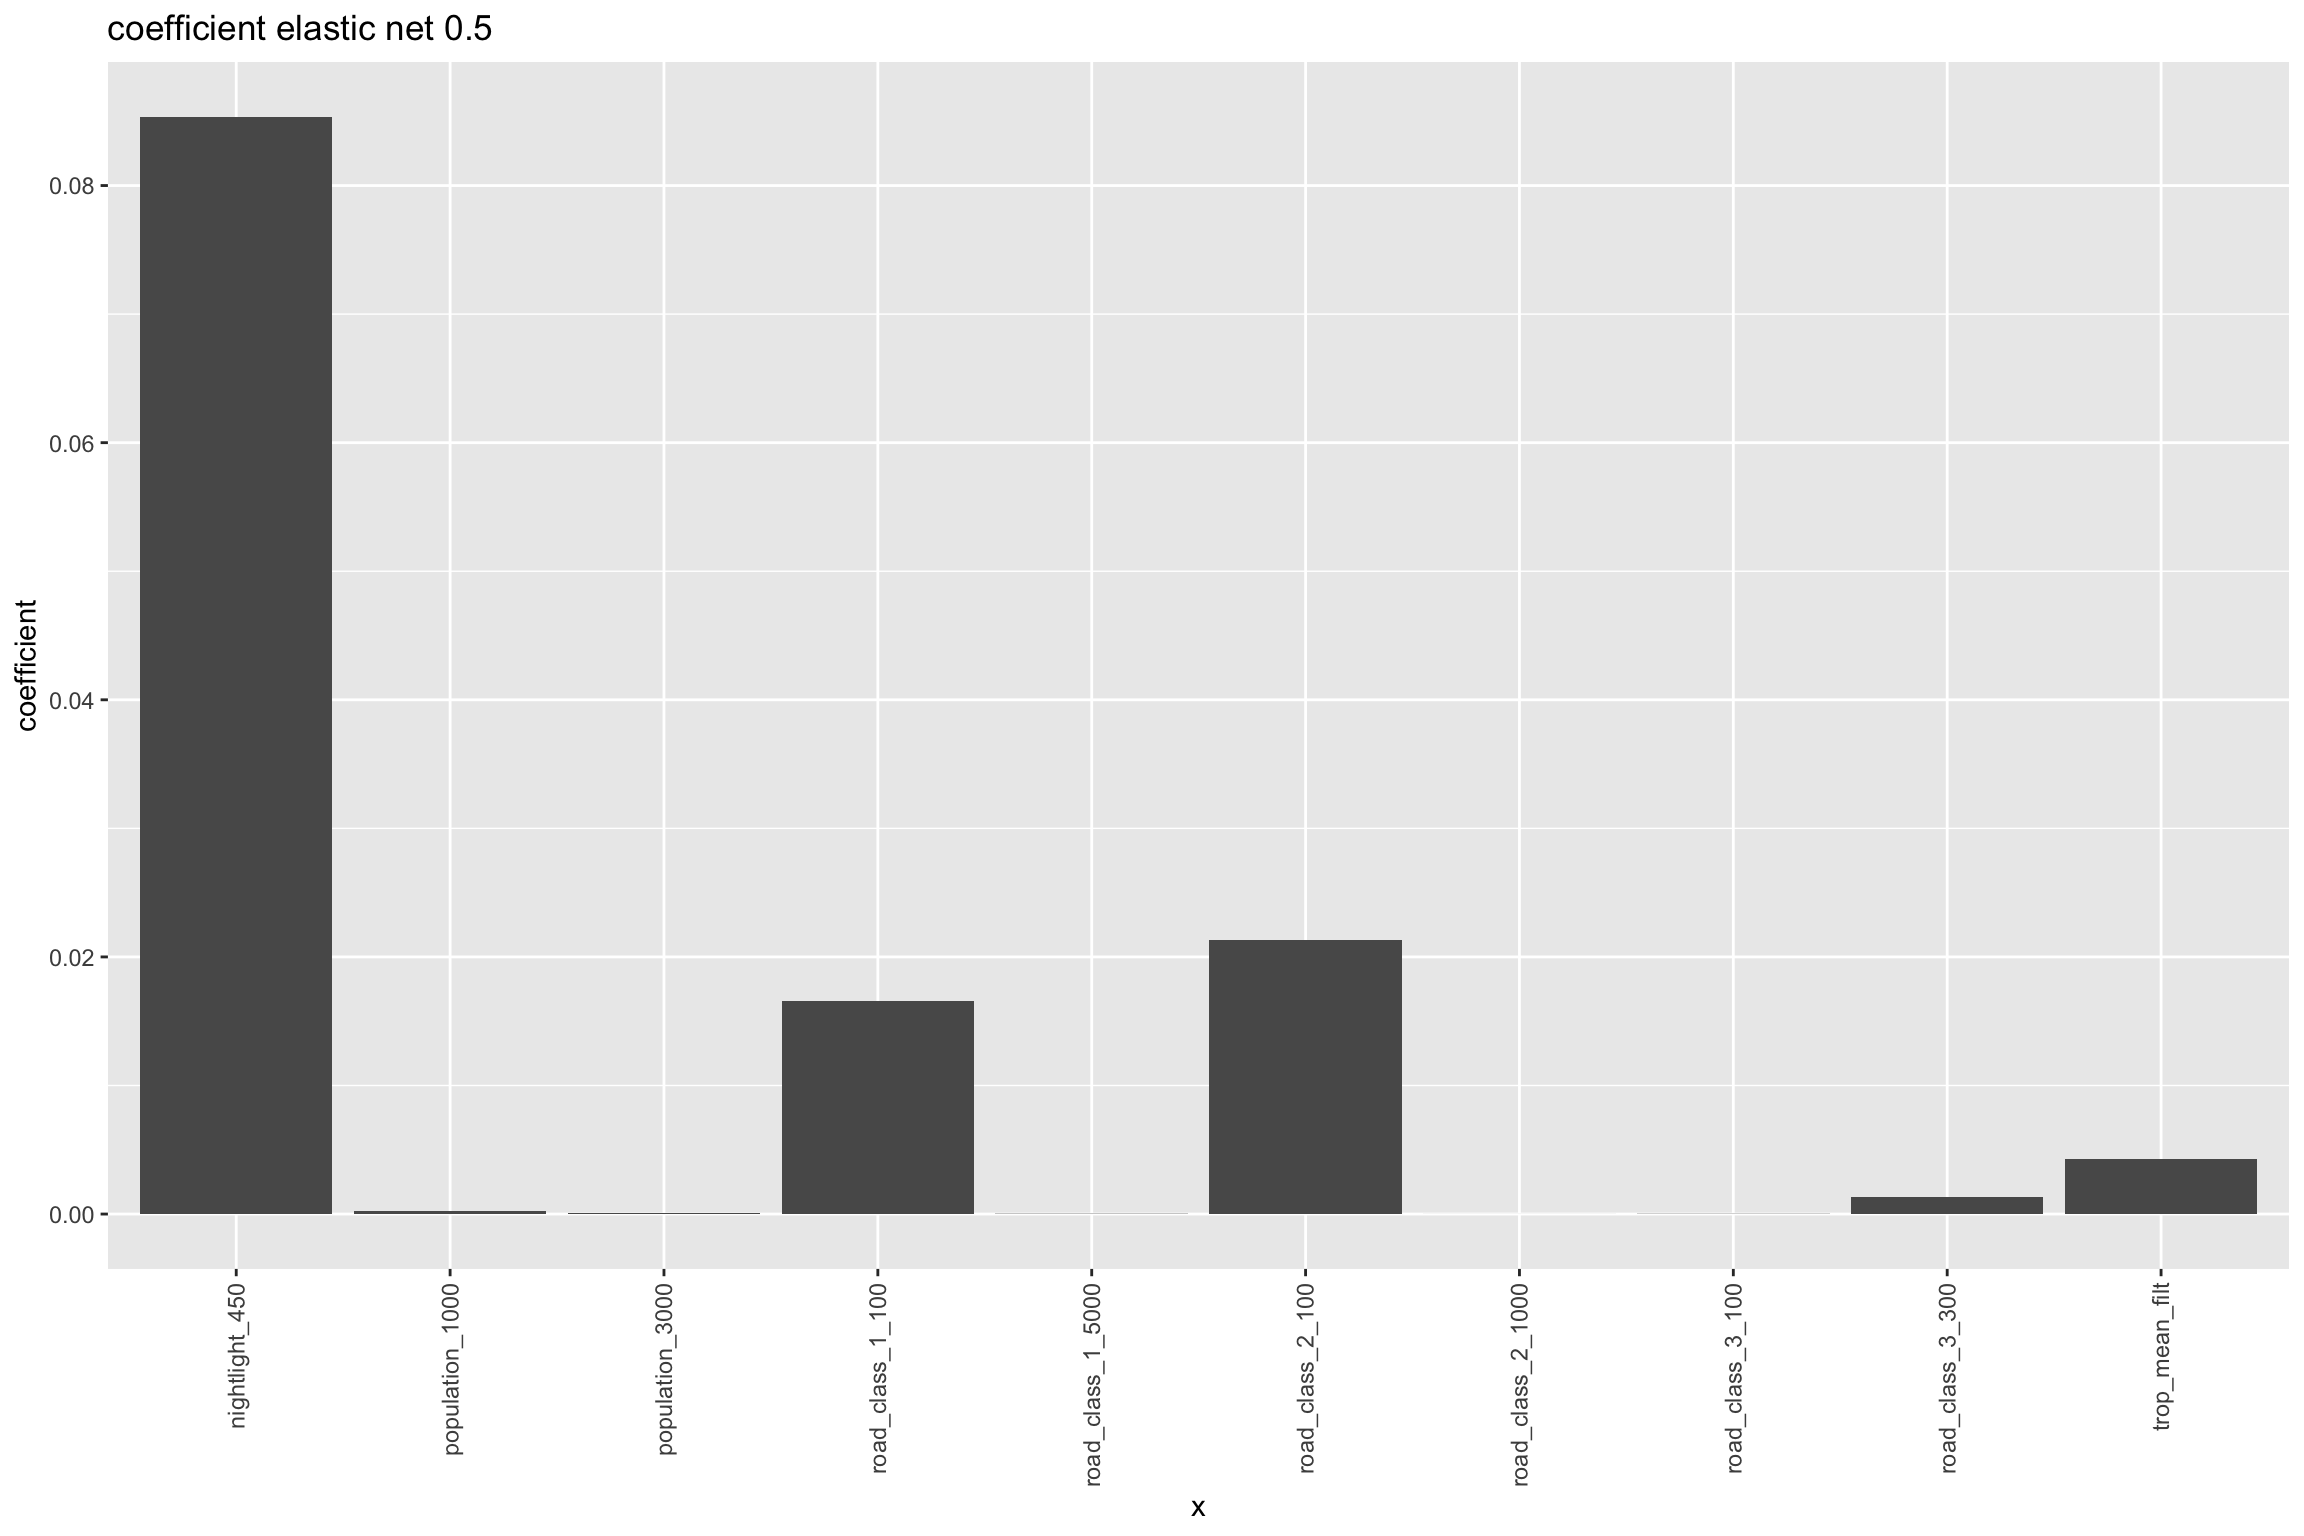 coefficient elastic net 0.5
coefficient
0.08
0.06
0.04
0.02
0.00
nightlight_450
population_1000
population_3000
road_class_1_100
road_class_1_5000
road_class_2_100
road_class_2_1000
road_class_3_100
road_class_3_300
trop_mean_filt
x